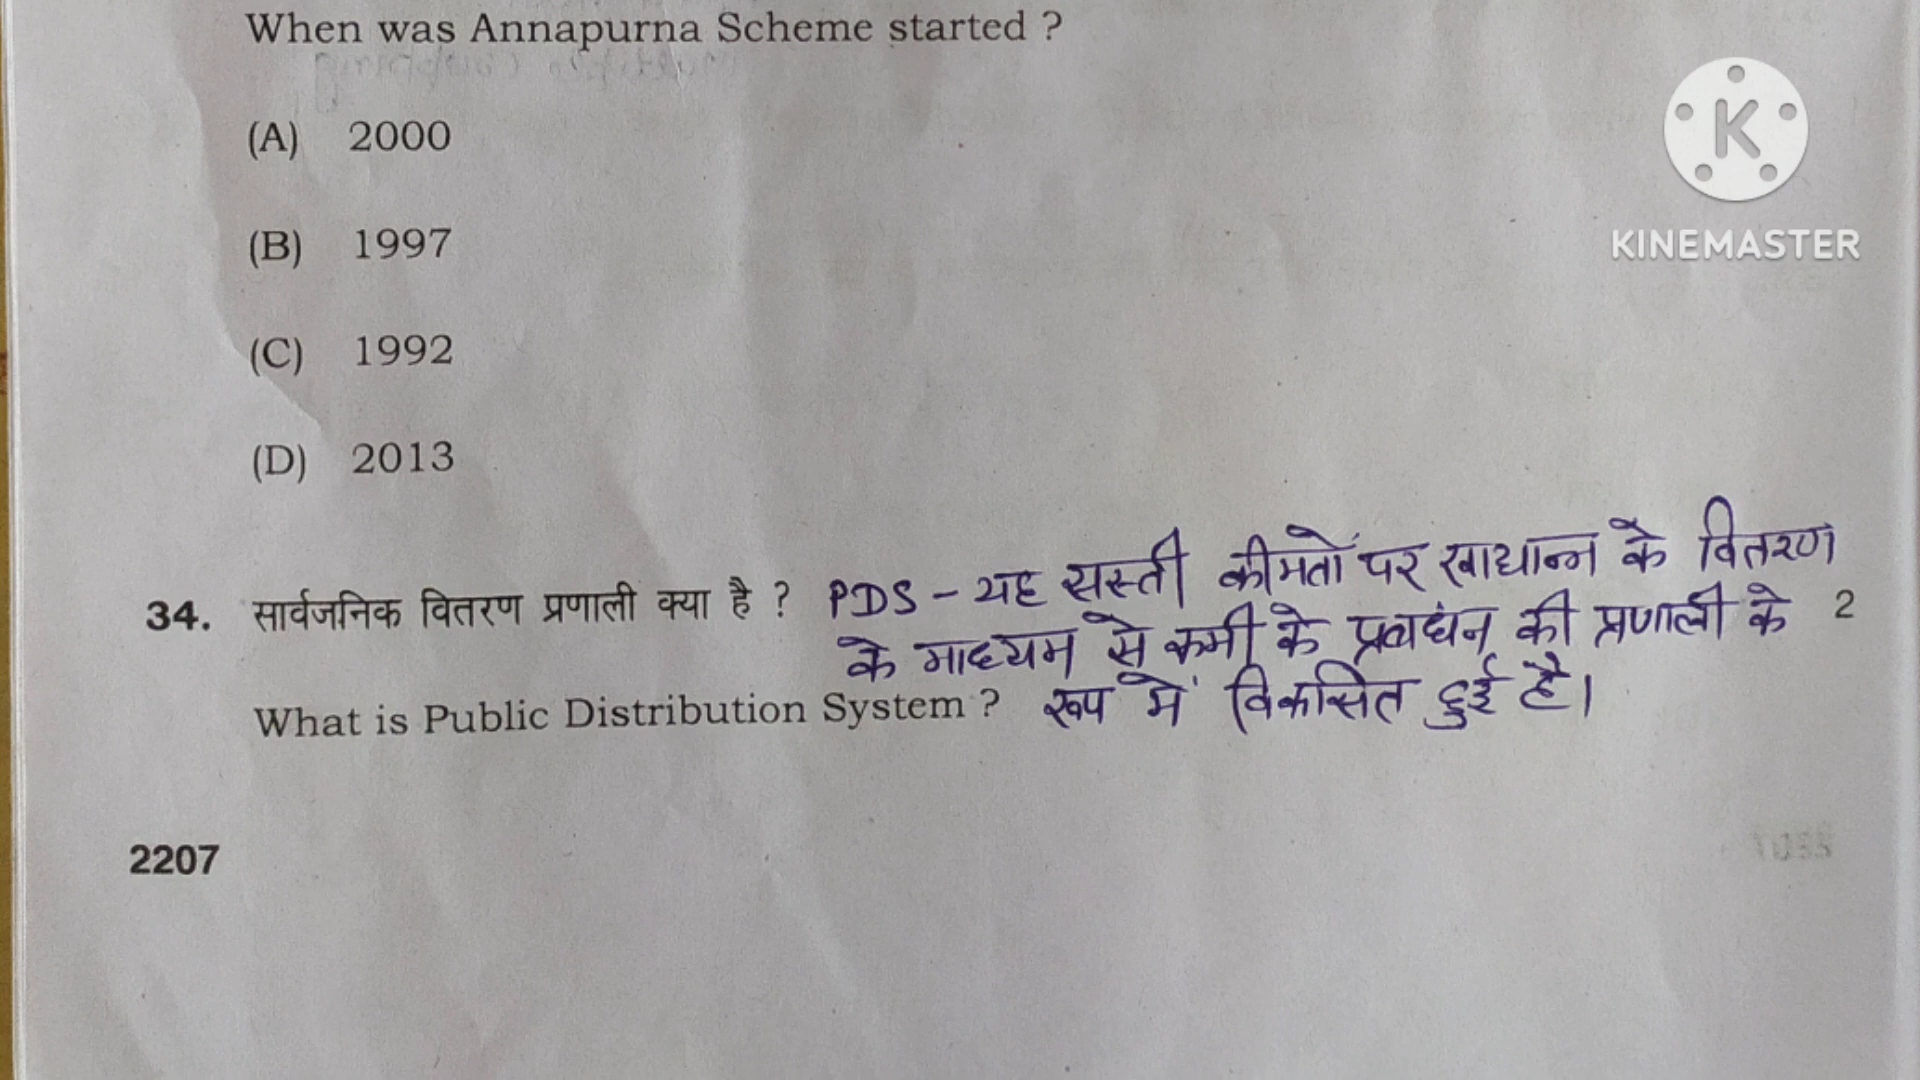 When was Annapurna Scheme started ?
(A) 2000
(B) 1997
(C) 1992
(D) 2013
34. सार्वजनिक वितरण प्रणाली क्या है ? PDS - यह सस्ती कीमतों पर खाद्यान्न के वितरण
के माध्यम से कमी के प्रबंधन की प्रणाली के 2
What is Public Distribution System ? रूप में विकसित हुई है।
2207
KINEMASTER